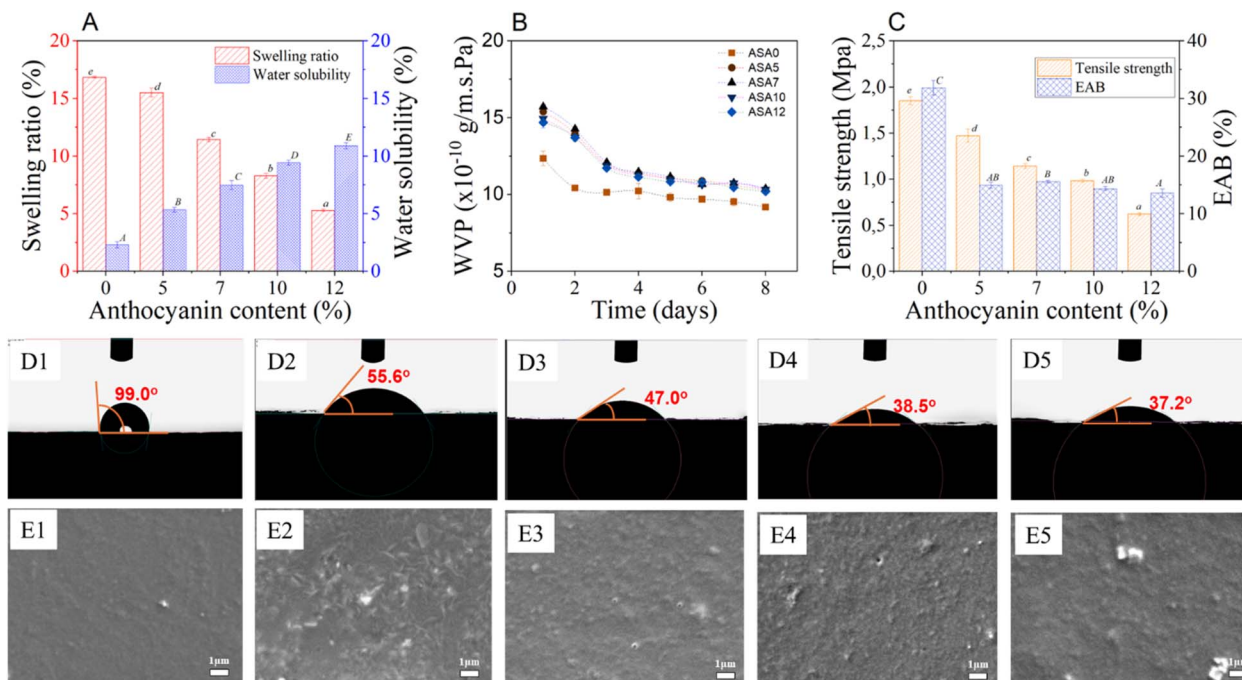 A
Swelling ratio (%)
20
15
10
5
0
Swelling ratio
Water solubility
e
d
c
b
a
A
B
C
D
E
0 5 7 10 12
Anthocyanin content (%)
20
15
10
5
0
Water solubility (%)
B
WVP (x10⁻¹⁰ g/m.s.Pa)
20
15
10
5
ASA0
ASA5
ASA7
ASA10
ASA12
0 2 4 6 8
Time (days)
C
Tensile strength (Mpa)
2,5
2,0
1,5
1,0
0,5
0,0
Tensile strength
EAB
e
C
d
AB
c
B
b
AB
a
A
0 5 7 10 12
Anthocyanin content (%)
40
30
20
10
0
EAB (%)
D1
99.0°
D2
55.6°
D3
47.0°
D4
38.5°
D5
37.2°
E1
1µm
E2
1µm
E3
1µm
E4
1µm
E5
1µm